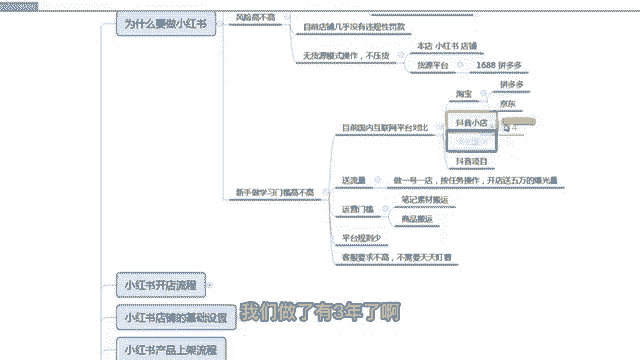 为什么要做小红书
风险高不高
目前店铺几乎没有违规性罚款
无货源模式操作，不压货
本店 小红书 店铺
货源平台
1688 拼多多
新手做学习门槛高不高
目前国内互联网平台对比
淘宝
拼多多
京东
抖音小店
抖音项目
送流量
做一号一店，按任务操作，开店送五万的曝光量
运营门槛
笔记素材搬运
商品搬运
平台规则少
客服要求不高，不需要天天盯着
小红书开店流程
小红书店铺的基础设置
小红书产品上架流程
我们做了有3年了啊